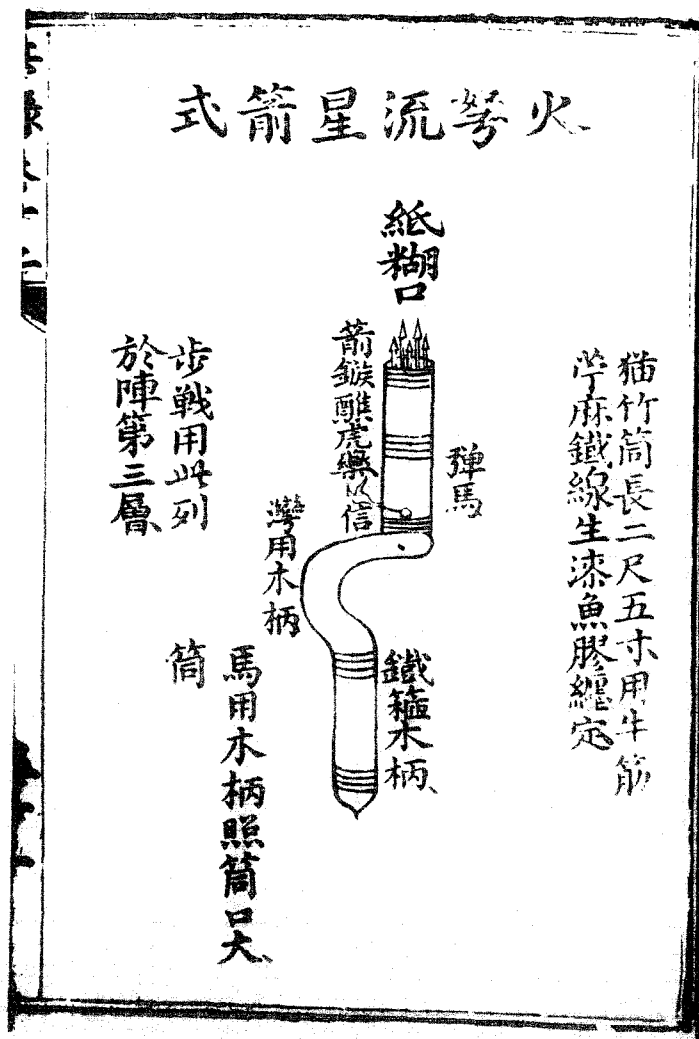 火弩流星箭式
猫竹筒長二尺五寸用牛筋
苧麻鐵線生漆魚膠纏定
紙糊口
彈馬
箭鏃蘸虎藥
信
鐵箍木柄
灣用木柄
步戰用此列
於陣第三層
馬用木柄照筒口大
筒